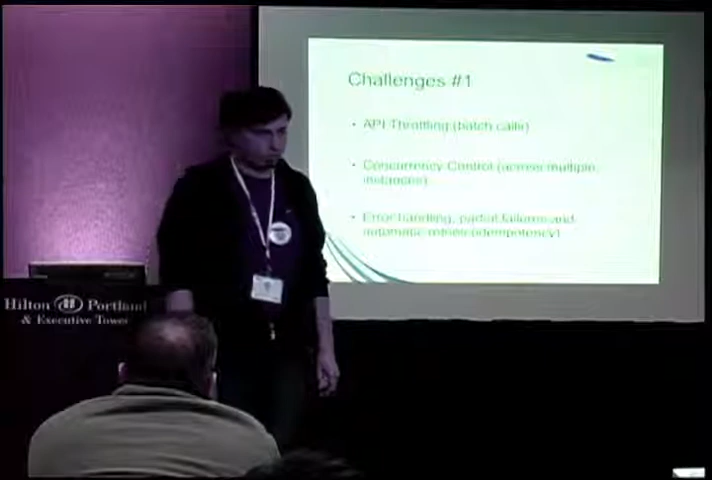 Challenges #1
• API Throttling (batch calls)
• Concurrency Control (across multiple
instances)
• Error handling, partial failures and
automatic retries (idempotency)
Hilton H Portland
& Executive Tower